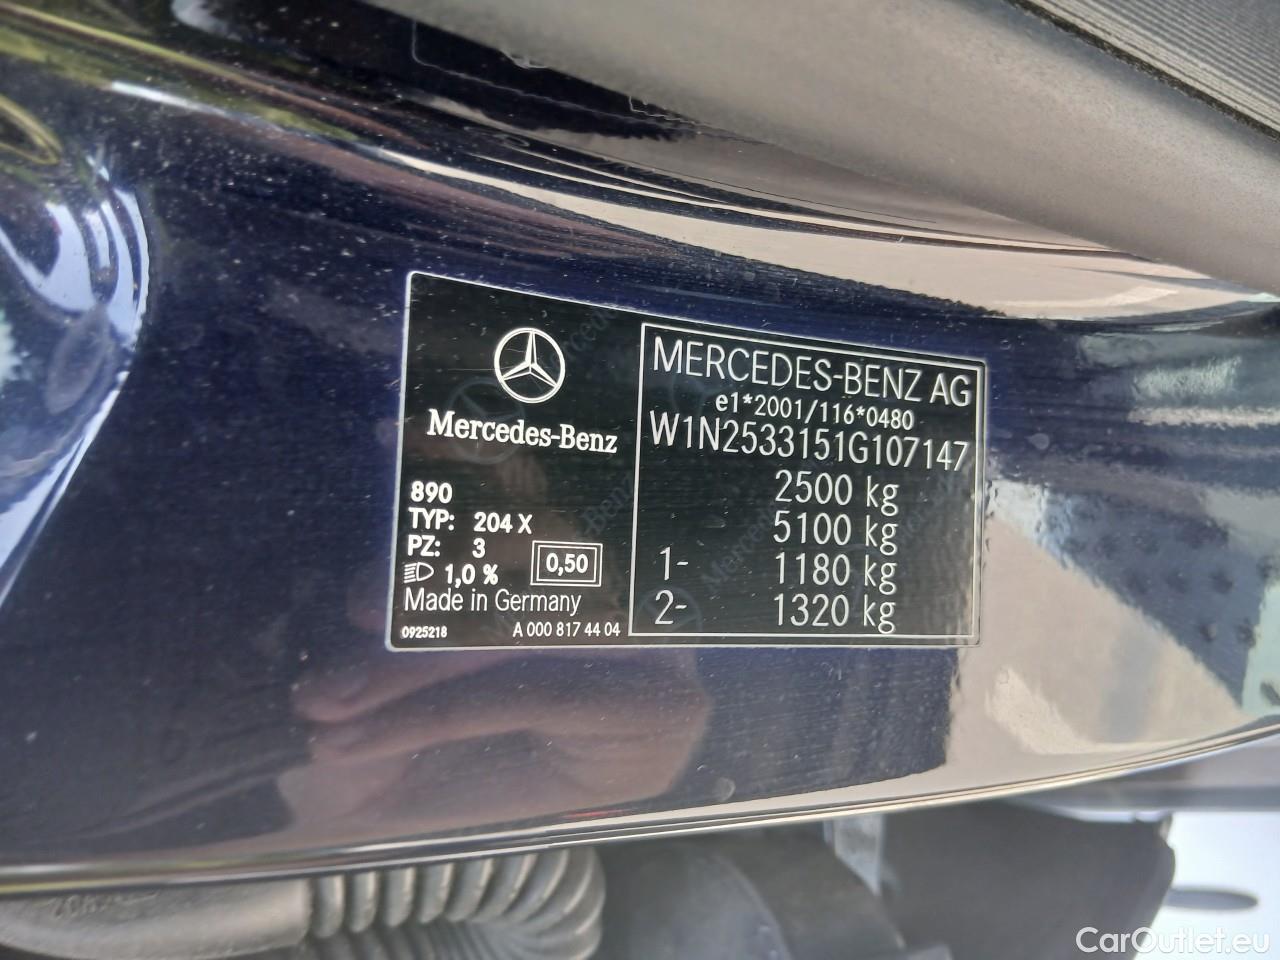 Mercedes-Benz
890
TYP: 204 X
PZ: 3
1,0 %
0,50
Made in Germany
0925218
A 000 817 44 04
MERCEDES-BENZ AG
e1*2001/116*0480
W1N2533151G107147
2500 kg
5100 kg
1- 1180 kg
2- 1320 kg
CarOutlet.eu